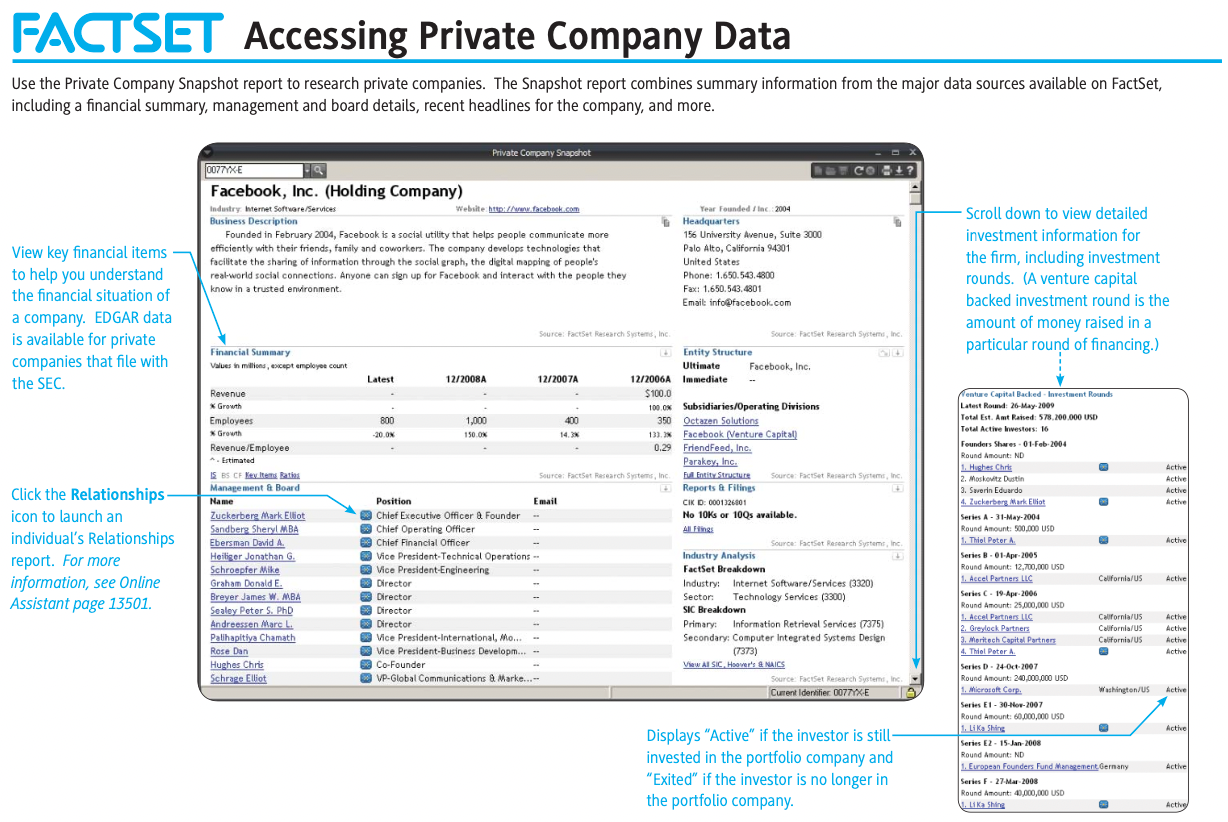 FACTSET Accessing Private Company Data
Use the Private Company Snapshot report to research private companies. The Snapshot report combines summary information from the major data sources available on FactSet,
including a financial summary, management and board details, recent headlines for the company, and more.
View key financial items
to help you understand
the financial situation of
a company. EDGAR data
is available for private
companies that file with
the SEC.
Click the Relationships
icon to launch an
individual's Relationships
report. For more
information, see Online
Assistant page 13501.
Private Company Snapshot
0077YX-E
Facebook, Inc. (Holding Company)
Industry: Internet Software/Services Website: http://www.facebook.com Year Founded / Inc.: 2004
Business Description
Founded in February 2004, Facebook is a social utility that helps people communicate more
efficiently with their friends, family and coworkers. The company develops technologies that
facilitate the sharing of information through the social graph, the digital mapping of people's
real-world social connections. Anyone can sign up for Facebook and interact with the people they
know in a trusted environment.
Source: FactSet Research Systems, Inc.
Headquarters
156 University Avenue, Suite 3000
Palo Alto, California 94301
United States
Phone: 1.650.543.4800
Fax: 1.650.543.4801
Email: info@facebook.com
Source: FactSet Research Systems, Inc.
Financial Summary
Values in millions, except employee count
Latest 12/2008A 12/2007A 12/2006A
Revenue - - - $100.0
% Growth - - - 100.0%
Employees 800 1,000 400 350
% Growth -20.0% 150.0% 14.3% 133.3%
Revenue/Employee - - - 0.29
^ - Estimated
IS BS CF Key Items Ratios Source: FactSet Research Systems, Inc.
Entity Structure
Ultimate Facebook, Inc.
Immediate --
Subsidiaries/Operating Divisions
Octazen Solutions
Facebook (Venture Capital)
FriendFeed, Inc.
Parakey, Inc.
Full Entity Structure Source: FactSet Research Systems, Inc.
Management & Board
Name Position Email
Zuckerberg Mark Elliot Chief Executive Officer & Founder --
Sandberg Sheryl MBA Chief Operating Officer --
Ebersman David A. Chief Financial Officer --
Heiliger Jonathan G. Vice President-Technical Operations --
Schroepfer Mike Vice President-Engineering --
Graham Donald E. Director --
Breyer James W. MBA Director --
Sealey Peter S. PhD Director --
Andreessen Marc L. Director --
Palihapitiya Chamath Vice President-International, Mo... --
Rose Dan Vice President-Business Developm... --
Hughes Chris Co-Founder --
Schrage Elliot VP-Global Communications & Marke... --
Reports & Filings
CIK ID: 0001326801
No 10Ks or 10Qs available.
All Filings
Source: FactSet Research Systems, Inc.
Industry Analysis
FactSet Breakdown
Industry: Internet Software/Services (3320)
Sector: Technology Services (3300)
SIC Breakdown
Primary: Information Retrieval Services (7375)
Secondary: Computer Integrated Systems Design
(7373)
View All SIC, Hoover's & NAICS
Source: FactSet Research Systems, Inc.
Current Identifier: 0077YX-E
Scroll down to view detailed
investment information for
the firm, including investment
rounds. (A venture capital
backed investment round is the
amount of money raised in a
particular round of financing.)
Venture Capital Backed - Investment Rounds
Latest Round: 26-May-2009
Total Est. Amt Raised: 578,200,000 USD
Total Active Investors: 16
Founders Shares - 01-Feb-2004
Round Amount: ND
1. Hughes Chris Active
2. Moskovitz Dustin Active
3. Saverin Eduardo Active
4. Zuckerberg Mark Elliot Active
Series A - 31-May-2004
Round Amount: 500,000 USD
1. Thiel Peter A. Active
Series B - 01-Apr-2005
Round Amount: 12,700,000 USD
1. Accel Partners LLC California/US Active
Series C - 19-Apr-2006
Round Amount: 25,000,000 USD
1. Accel Partners LLC California/US Active
2. Greylock Partners California/US Active
3. Meritech Capital Partners California/US Active
4. Thiel Peter A. Active
Series D - 24-Oct-2007
Round Amount: 240,000,000 USD
1. Microsoft Corp. Washington/US Active
Series E1 - 30-Nov-2007
Round Amount: 60,000,000 USD
1. Li Ka Shing Active
Series E2 - 15-Jan-2008
Round Amount: ND
1. European Founders Fund Management Germany Active
Series F - 27-Mar-2008
Round Amount: 40,000,000 USD
1. Li Ka Shing Active
Displays "Active" if the investor is still
invested in the portfolio company and
"Exited" if the investor is no longer in
the portfolio company.